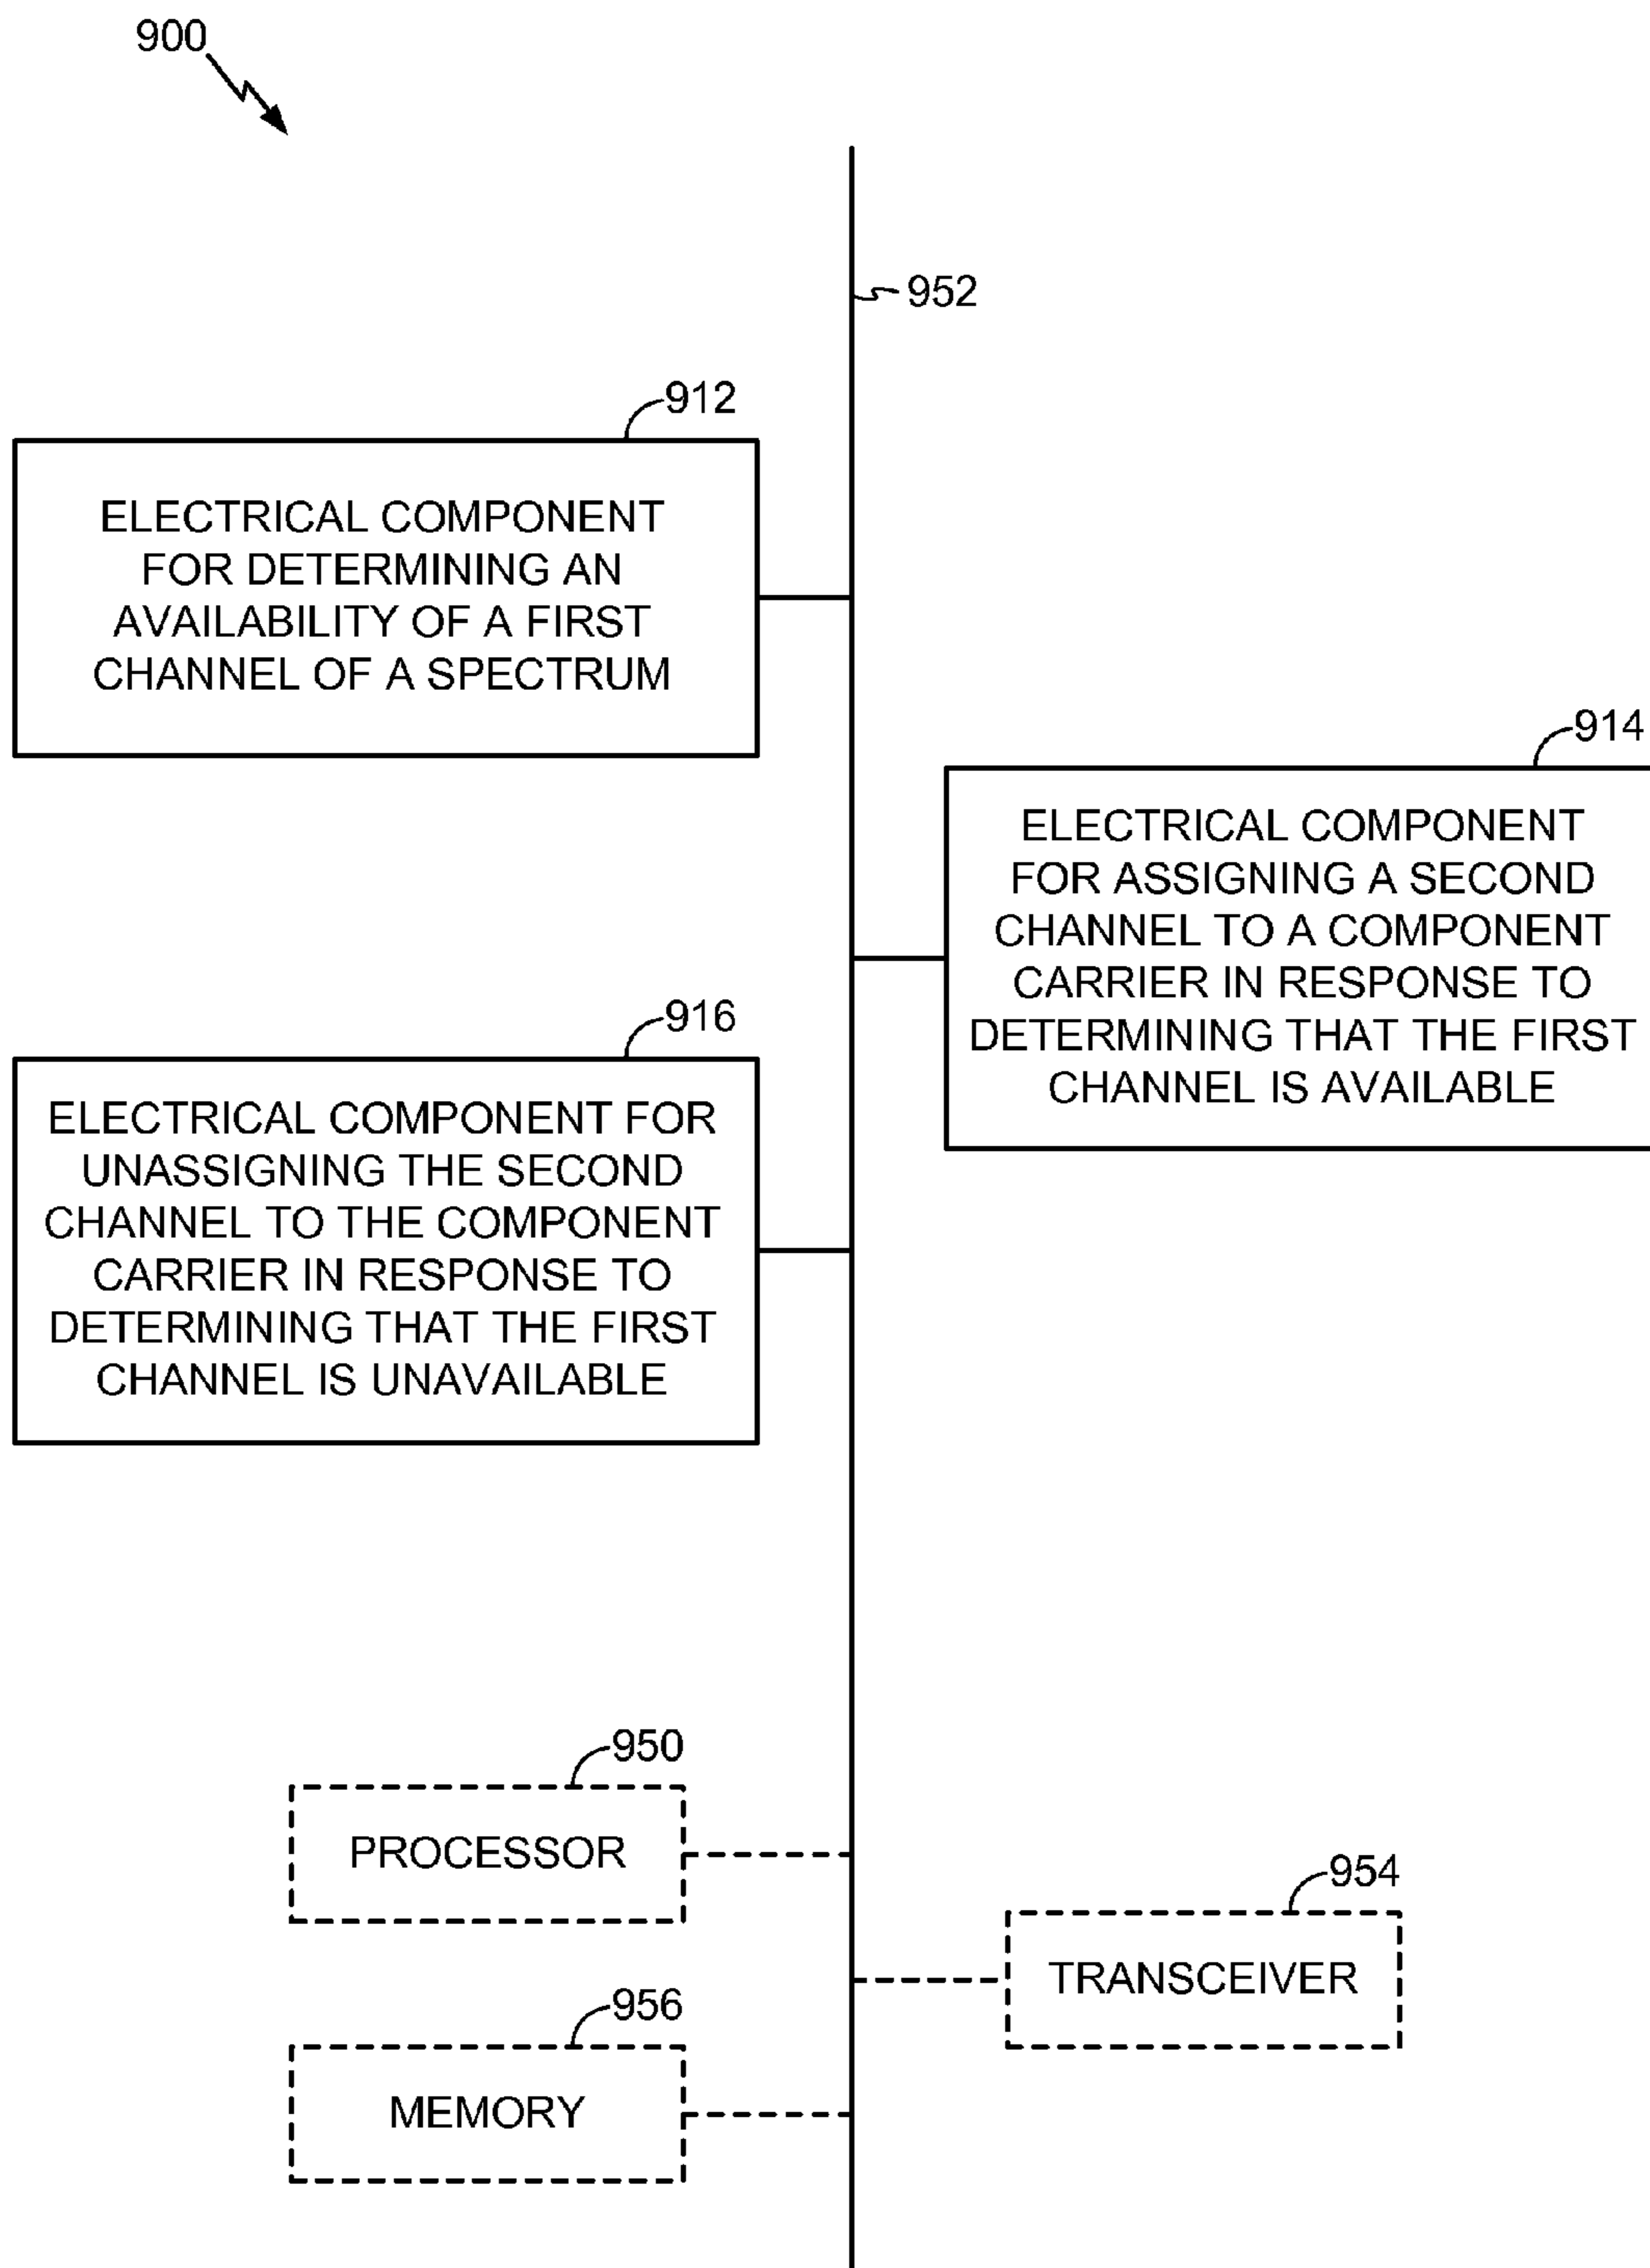 900
952
912
ELECTRICAL COMPONENT
FOR DETERMINING AN
AVAILABILITY OF A FIRST
CHANNEL OF A SPECTRUM
914
ELECTRICAL COMPONENT
FOR ASSIGNING A SECOND
CHANNEL TO A COMPONENT
CARRIER IN RESPONSE TO
DETERMINING THAT THE FIRST
CHANNEL IS AVAILABLE
916
ELECTRICAL COMPONENT FOR
UNASSIGNING THE SECOND
CHANNEL TO THE COMPONENT
CARRIER IN RESPONSE TO
DETERMINING THAT THE FIRST
CHANNEL IS UNAVAILABLE
950
PROCESSOR
954
TRANSCEIVER
956
MEMORY